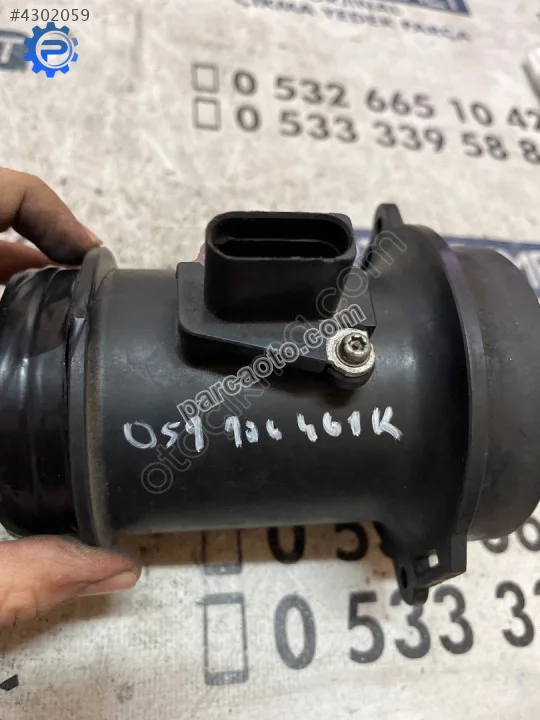 #4302059
ÇIKMA YEDEK PARÇA
0 532 665 10 42
0 533 339 58 8
parcaoto.com
059 906 461K
0 533 33